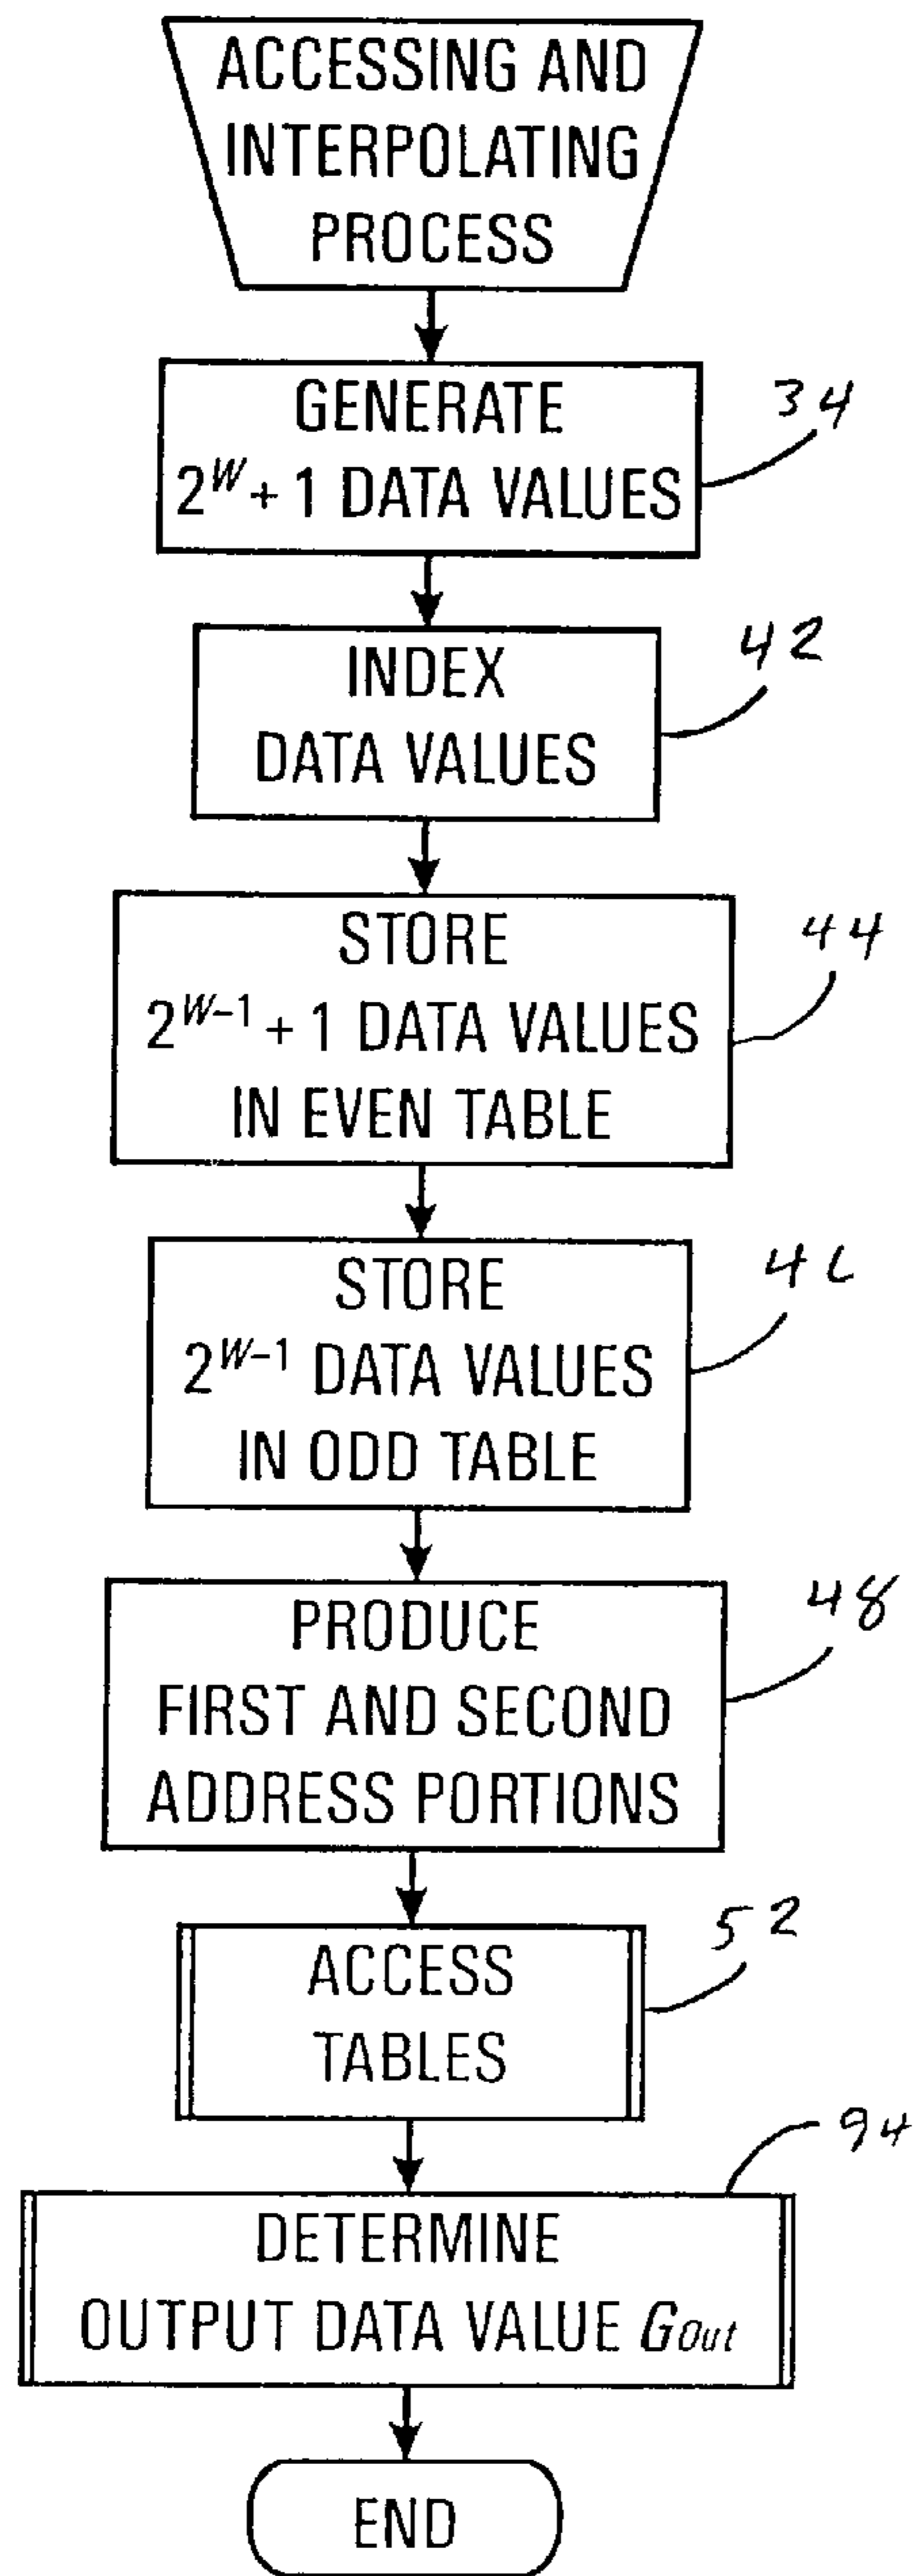 ACCESSING AND
INTERPOLATING
PROCESS
GENERATE
2^W + 1 DATA VALUES
34
INDEX
DATA VALUES
42
STORE
2^W–1 + 1 DATA VALUES
IN EVEN TABLE
44
STORE
2^W–1 DATA VALUES
IN ODD TABLE
46
PRODUCE
FIRST AND SECOND
ADDRESS PORTIONS
48
ACCESS
TABLES
52
DETERMINE
OUTPUT DATA VALUE GOut
94
END